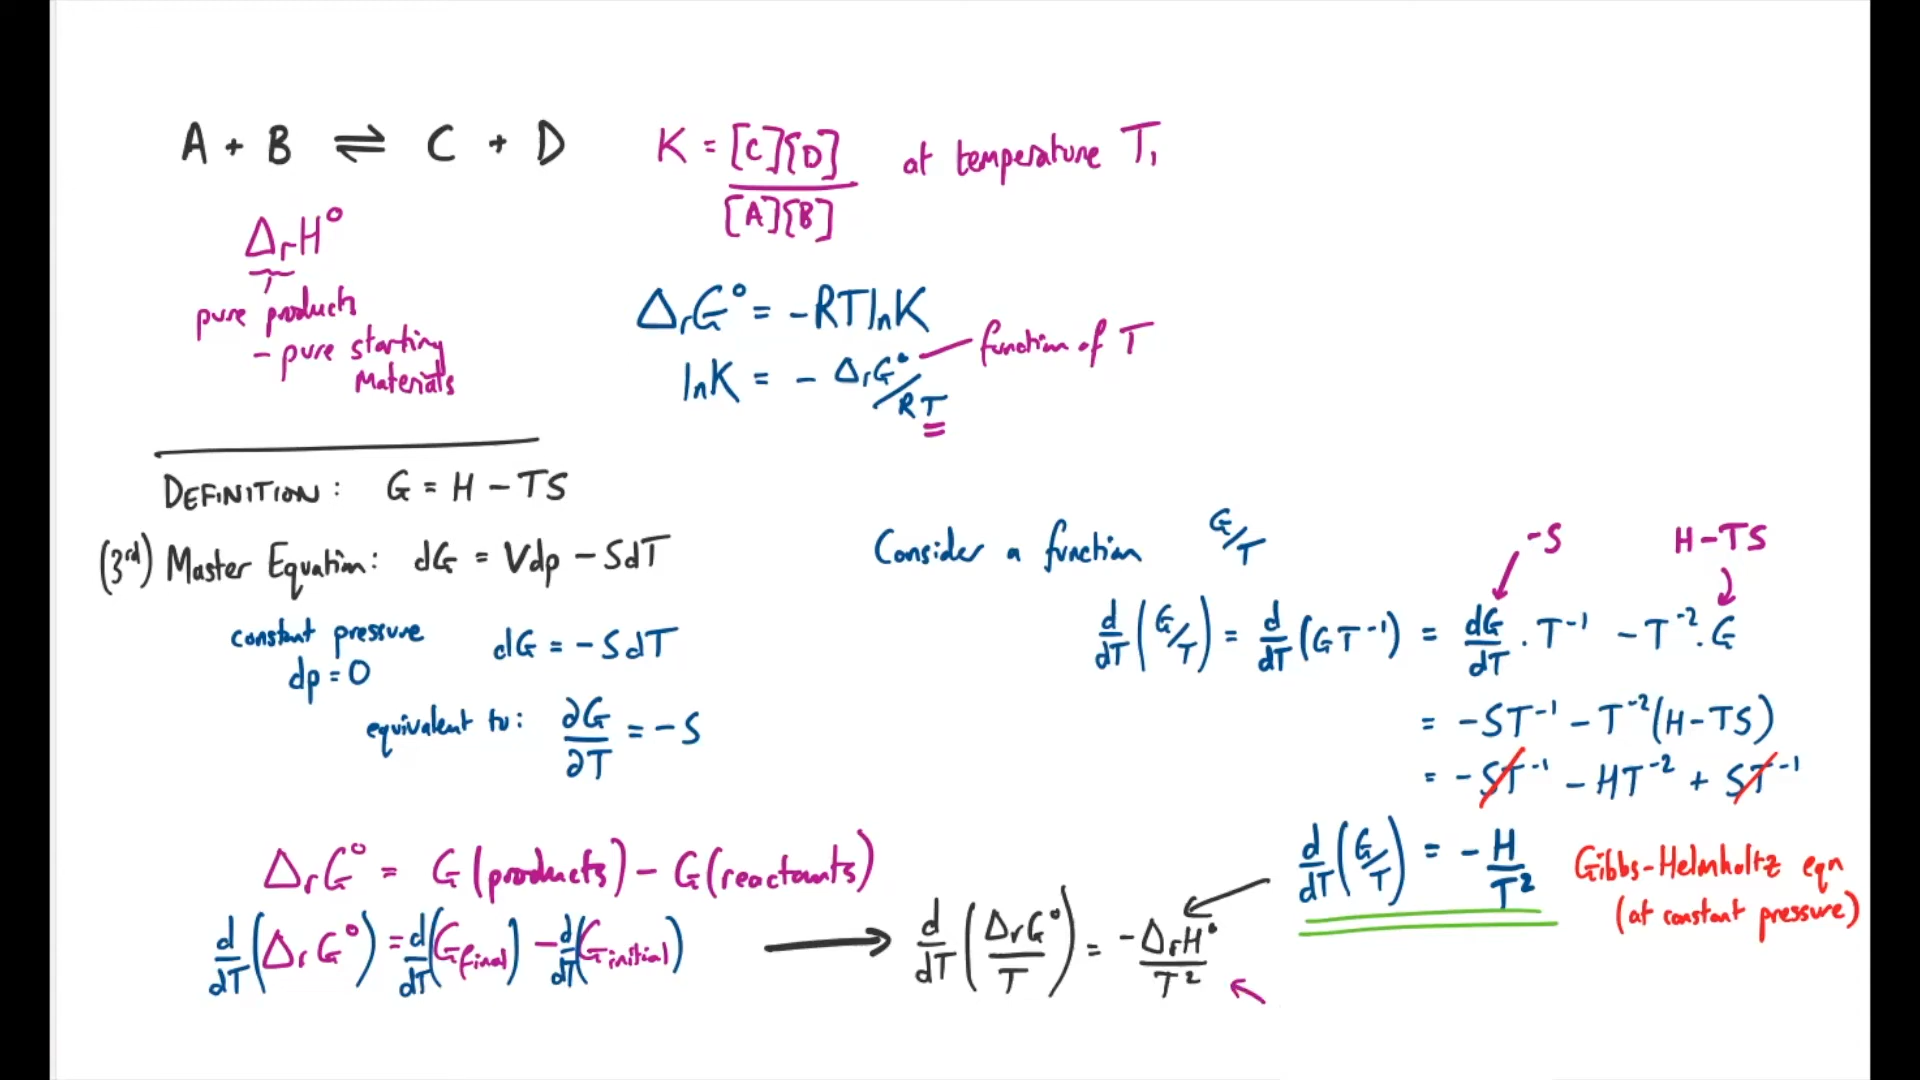 A + B ⇌ C + D
K = [C][D] / [A][B] at temperature T₁
ΔᵣH°
pure products
- pure starting
materials
ΔᵣG° = -RTlnK
lnK = - ΔᵣG°/RT
function of T
DEFINITION: G = H - TS
(3rd) Master Equation: dG = Vdp - SdT
constant pressure
dp = 0
dG = -SdT
equivalent to: ∂G/∂T = -S
Consider a function G/T
-S
H-TS
d/dT (G/T) = d/dT (GT⁻¹) = dG/dT . T⁻¹ - T⁻² . G
= -ST⁻¹ - T⁻²(H-TS)
= -ST⁻¹ - HT⁻² + ST⁻¹
d/dT (G/T) = -H/T²
Gibbs-Helmholtz eqn
(at constant pressure)
ΔᵣG° = G(products) - G(reactants)
d/dT (ΔᵣG°) = d/dT (Gfinal) - d/dT (Ginitial)
d/dT (ΔᵣG°/T) = -ΔᵣH°/T²